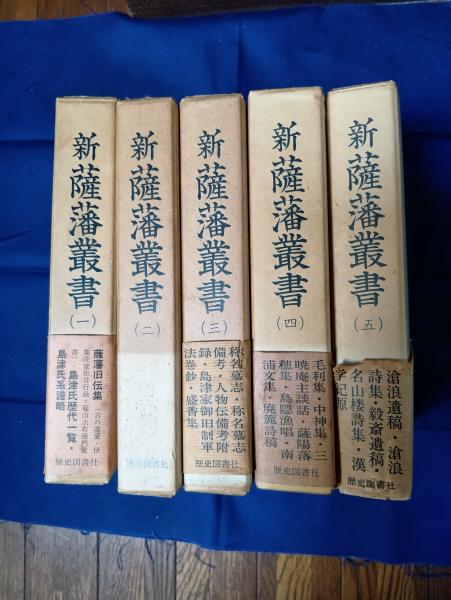 新薩藩叢書
(一)
薩藩旧伝集
島津氏歴代一覧・
島津氏系譜略
歴史図書社
新薩藩叢書
(二)
歴史図書社
新薩藩叢書
(三)
称名墓志・称名墓志
備考・人物伝備考附
録・島津家御旧制軍
法巻鈔・盛香集
歴史図書社
新薩藩叢書
(四)
毛利集・中神集・三
暁庵主談話・薩陽落
穂集・島隠漁唱・南
浦文集・廃瓮詩稿
歴史図書社
新薩藩叢書
(五)
滄浪遺稿・滄浪
詩集・毅斎遺稿・
名山楼詩集・漢
学紀源
歴史図書社